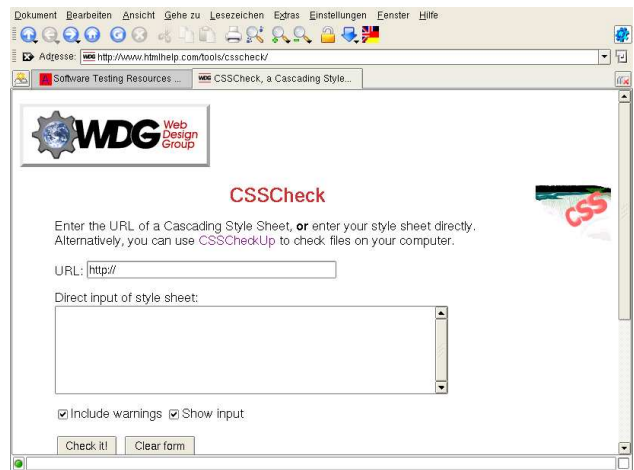 Dokument Bearbeiten Ansicht Gehe zu Lesezeichen Extras Einstellungen Fenster Hilfe
Adresse: WDG http://www.htmlhelp.com/tools/csscheck/
Software Testing Resources ... WDG CSSCheck, a Cascading Style...
WDG Web Design Group
CSSCheck
CSS
Enter the URL of a Cascading Style Sheet, or enter your style sheet directly.
Alternatively, you can use CSSCheckUp to check files on your computer.
URL: http://
Direct input of style sheet:
Include warnings Show input
Check it! Clear form